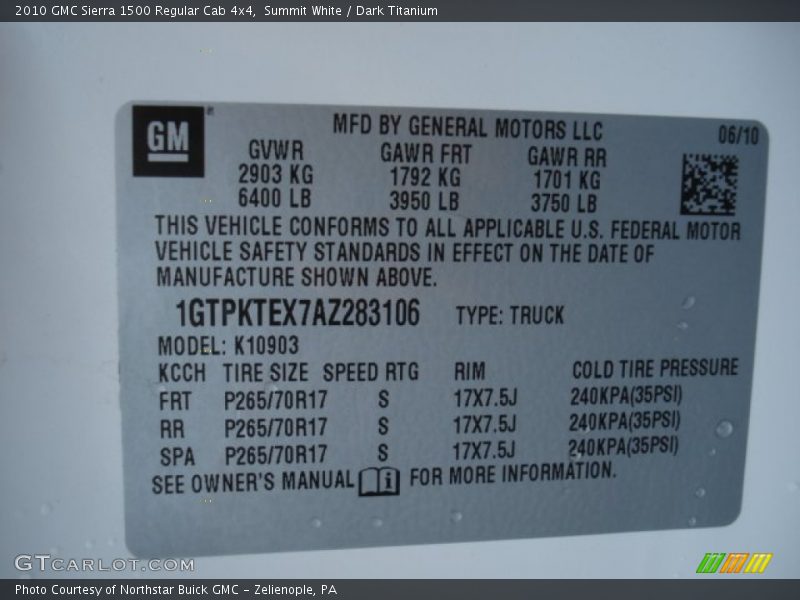 2010 GMC Sierra 1500 Regular Cab 4x4,  Summit White / Dark Titanium
GM
MFD BY GENERAL MOTORS LLC 06/10
GVWR GAWR FRT GAWR RR
2903 KG 1792 KG 1701 KG
6400 LB 3950 LB 3750 LB
THIS VEHICLE CONFORMS TO ALL APPLICABLE U.S. FEDERAL MOTOR
VEHICLE SAFETY STANDARDS IN EFFECT ON THE DATE OF
MANUFACTURE SHOWN ABOVE.
1GTPKTEX7AZ283106 TYPE: TRUCK
MODEL: K10903
KCCH TIRE SIZE SPEED RTG RIM COLD TIRE PRESSURE
FRT P265/70R17 S 17X7.5J 240KPA(35PSI)
RR P265/70R17 S 17X7.5J 240KPA(35PSI)
SPA P265/70R17 S 17X7.5J 240KPA(35PSI)
SEE OWNER'S MANUAL i FOR MORE INFORMATION.
GTCARLOT.COM
Photo Courtesy of Northstar Buick GMC - Zelienople, PA